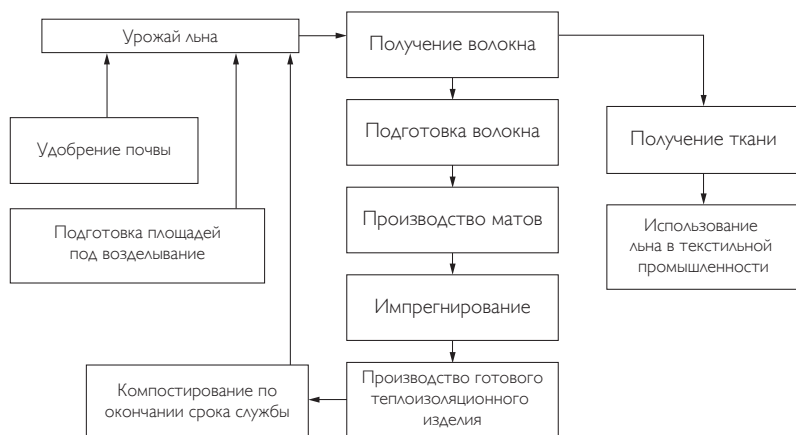 Урожай льна
Получение волокна
Удобрение почвы
Подготовка волокна
Получение ткани
Подготовка площадей
под возделывание
Производство матов
Использование
льна в текстильной
промышленности
Импрегнирование
Компостирование по
окончании срока службы
Производство готового
теплоизоляционного
изделия